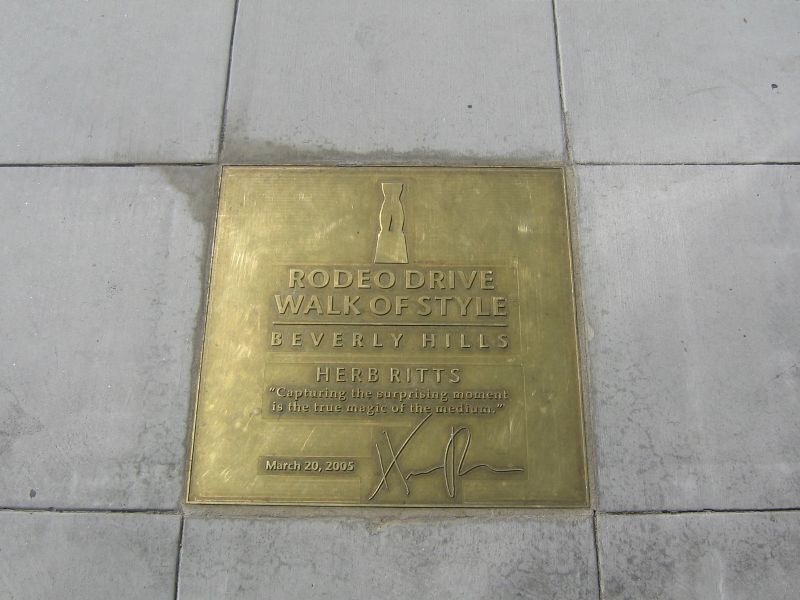 RODEO DRIVE
WALK OF STYLE
BEVERLY HILLS
HERB RITTS
“Capturing the surprising moment
is the true magic of the medium.”
March 20, 2005